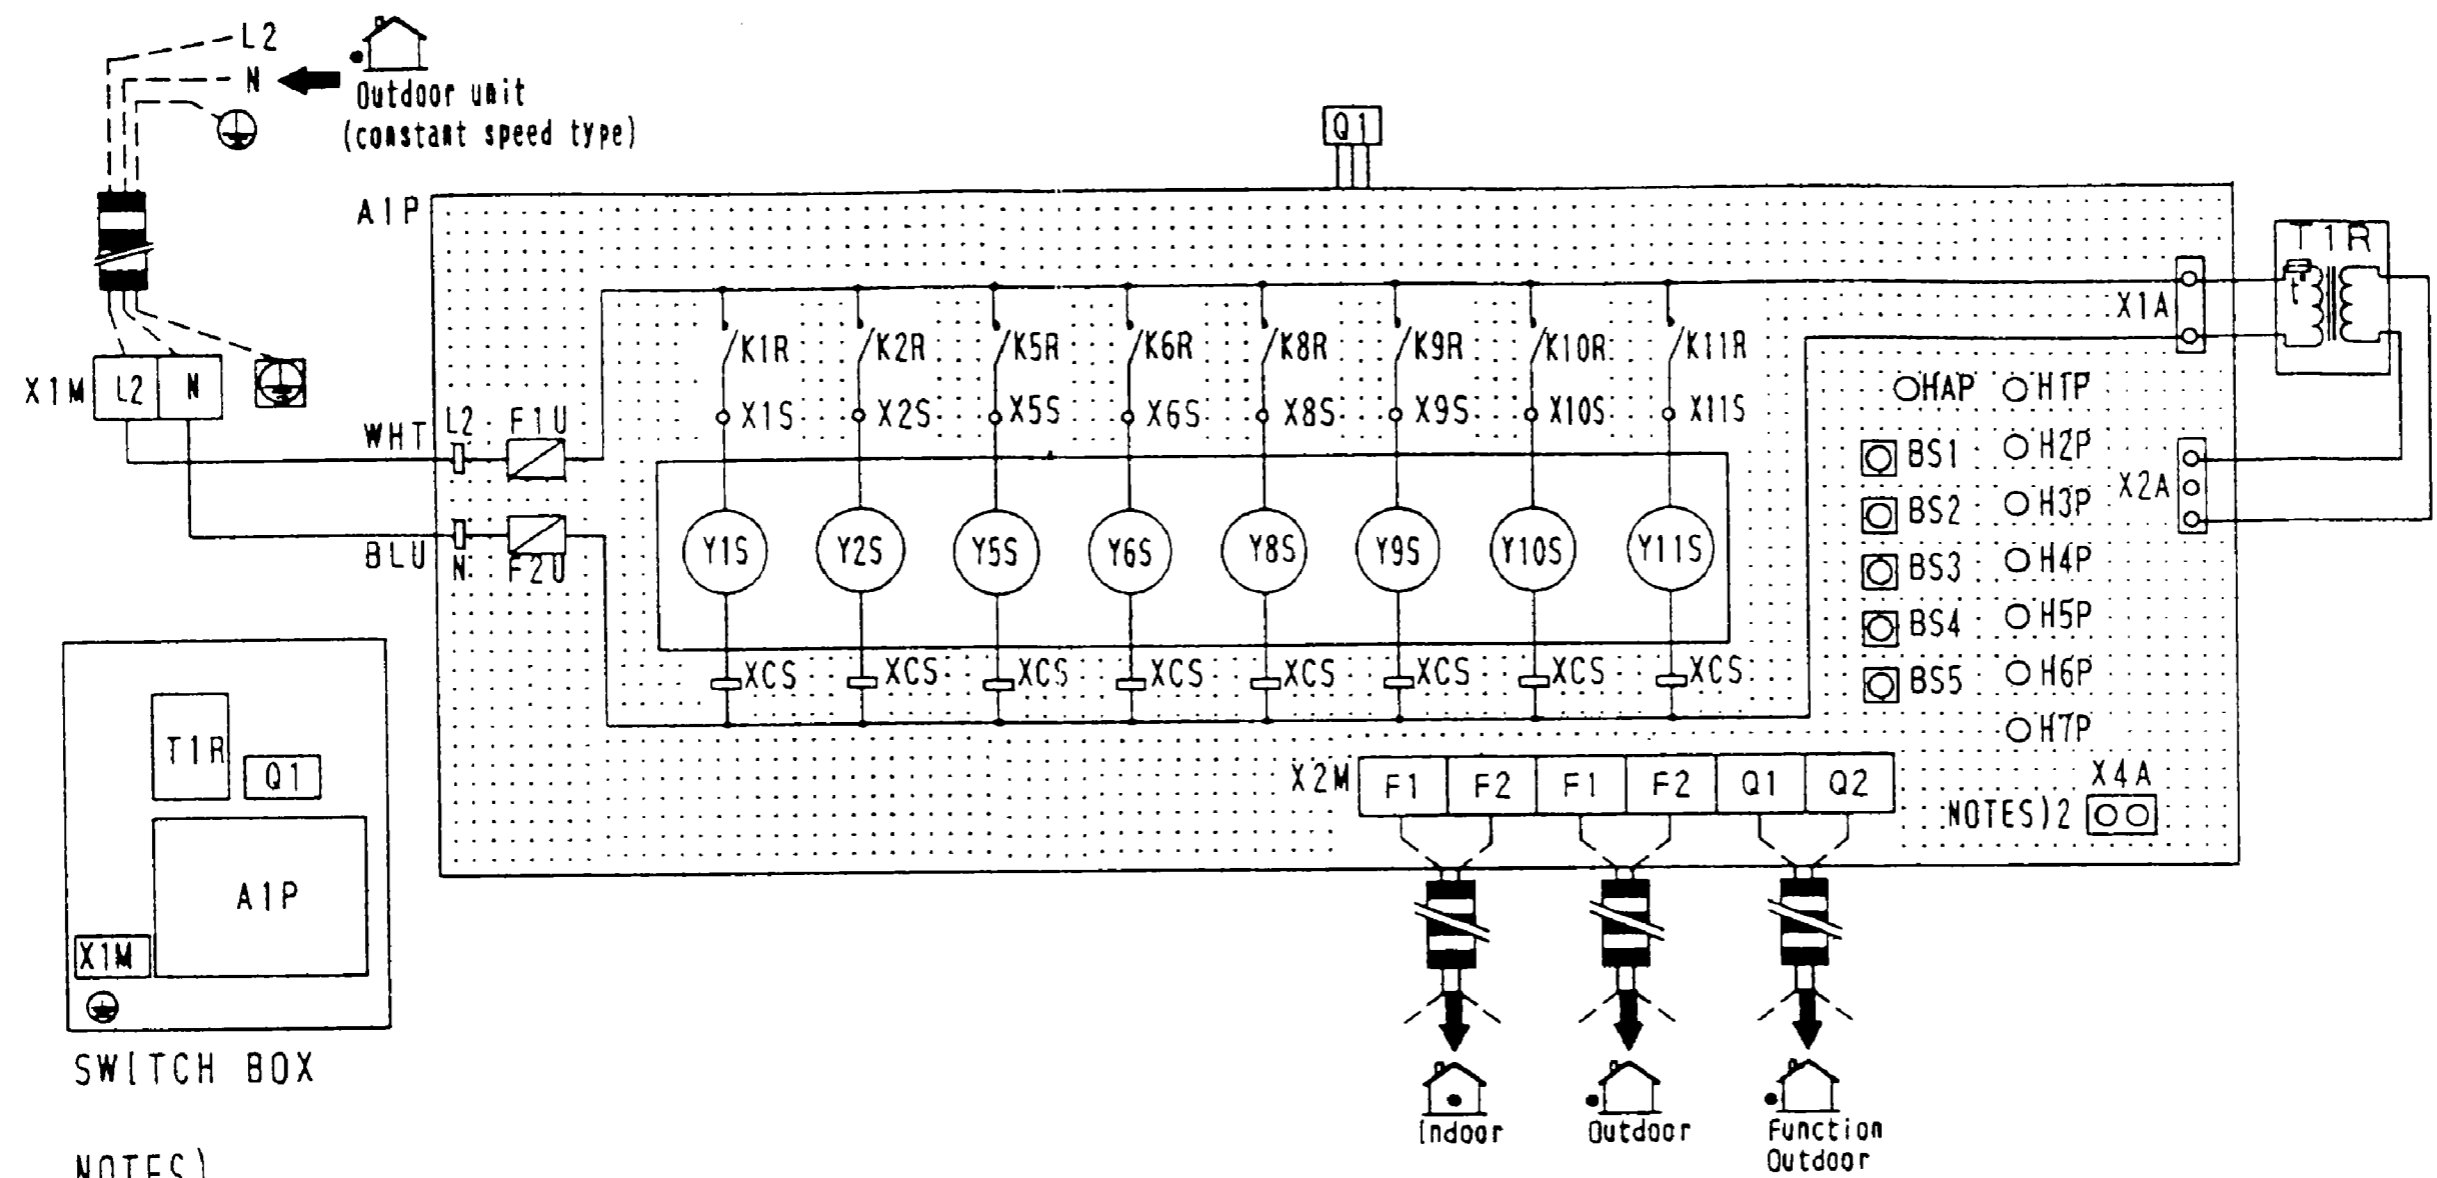 L2
N
Outdoor unit
(constant speed type)
Q1
A1P
T1R
X1A
K1R K2R K5R K6R K8R K9R K10R K11R
X1M L2 N
HAP H1P
WHT L2 F1U
X1S X2S X5S X6S X8S X9S X10S X11S
BS1 H2P
X2A
BS2 H3P
BLU N F2U
Y1S Y2S Y5S Y6S Y8S Y9S Y10S Y11S
BS3 H4P
BS4 H5P
XCS XCS XCS XCS XCS XCS XCS XCS
BS5 H6P
H7P
T1R
Q1
X2M F1 F2 F1 F2 Q1 Q2
X4A
NOTES)2
A1P
X1M
SWITCH BOX
Indoor
Outdoor
Function
Outdoor
NOTES)